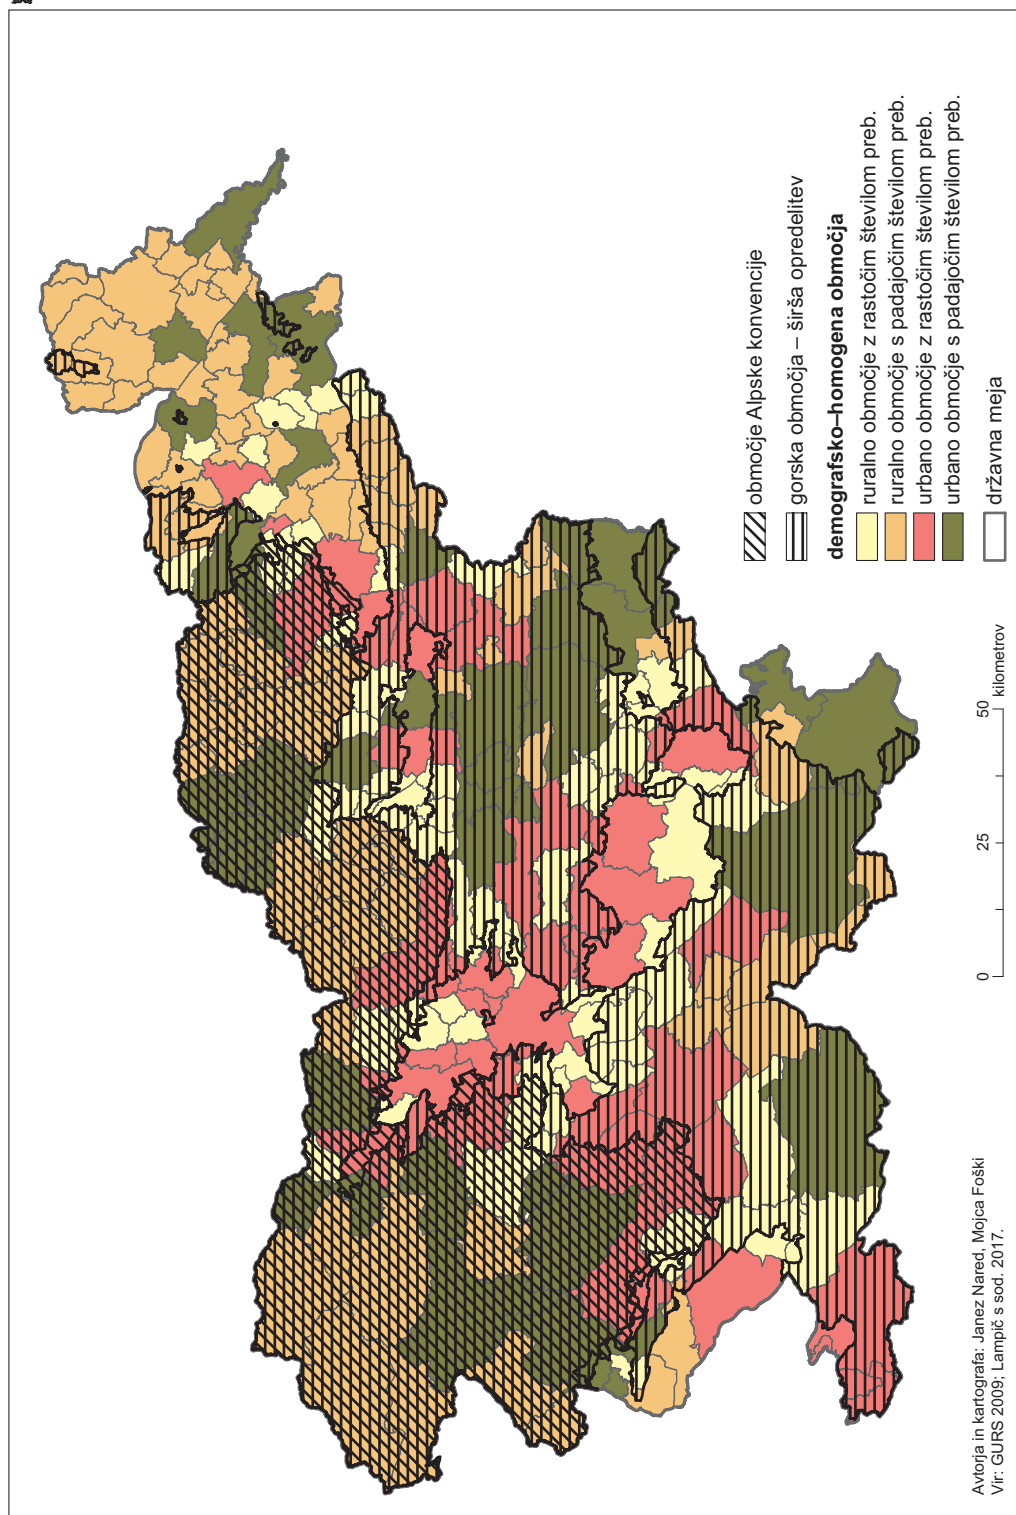 območje Alpske konvencije
gorska območja – širša opredelitev
demografsko–homogena območja
ruralno območje z rastočim številom preb.
ruralno območje s padajočim številom preb.
urbano območje z rastočim številom preb.
urbano območje s padajočim številom preb.
državna meja
0 25 50
kilometrov
Avtorja in kartografa: Janez Nared, Mojca Foški
Vir: GURS 2009; Lampič s sod. 2017.